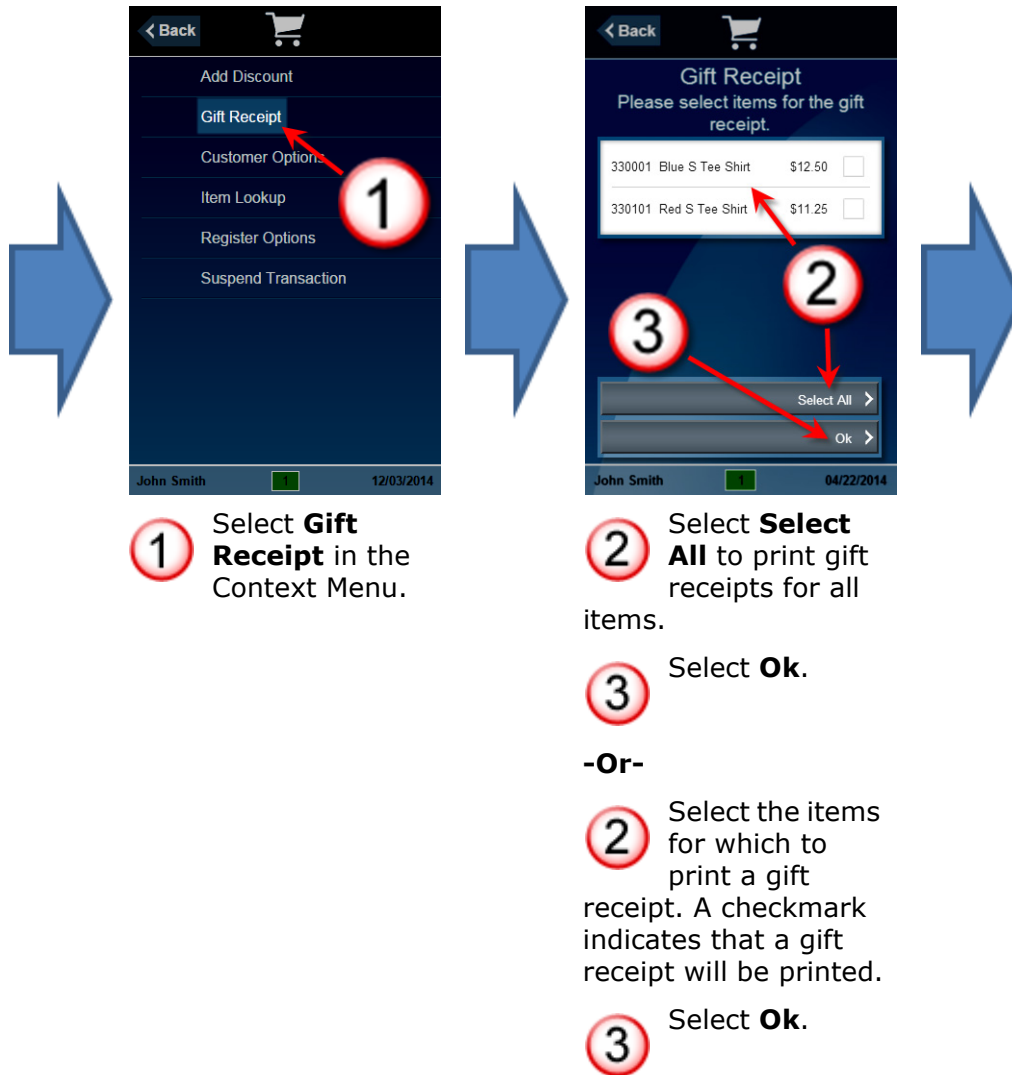 Back
Add Discount
Gift Receipt
Customer Options
Item Lookup
Register Options
Suspend Transaction
1
John Smith 1 12/03/2014
1 Select Gift
Receipt in the
Context Menu.
Back
Gift Receipt
Please select items for the gift
receipt.
330001 Blue S Tee Shirt $12.50
330101 Red S Tee Shirt $11.25
2
3
Select All
Ok
John Smith 1 04/22/2014
2 Select Select
All to print gift
receipts for all
items.
3 Select Ok.
-Or-
2 Select the items
for which to
print a gift
receipt. A checkmark
indicates that a gift
receipt will be printed.
3 Select Ok.